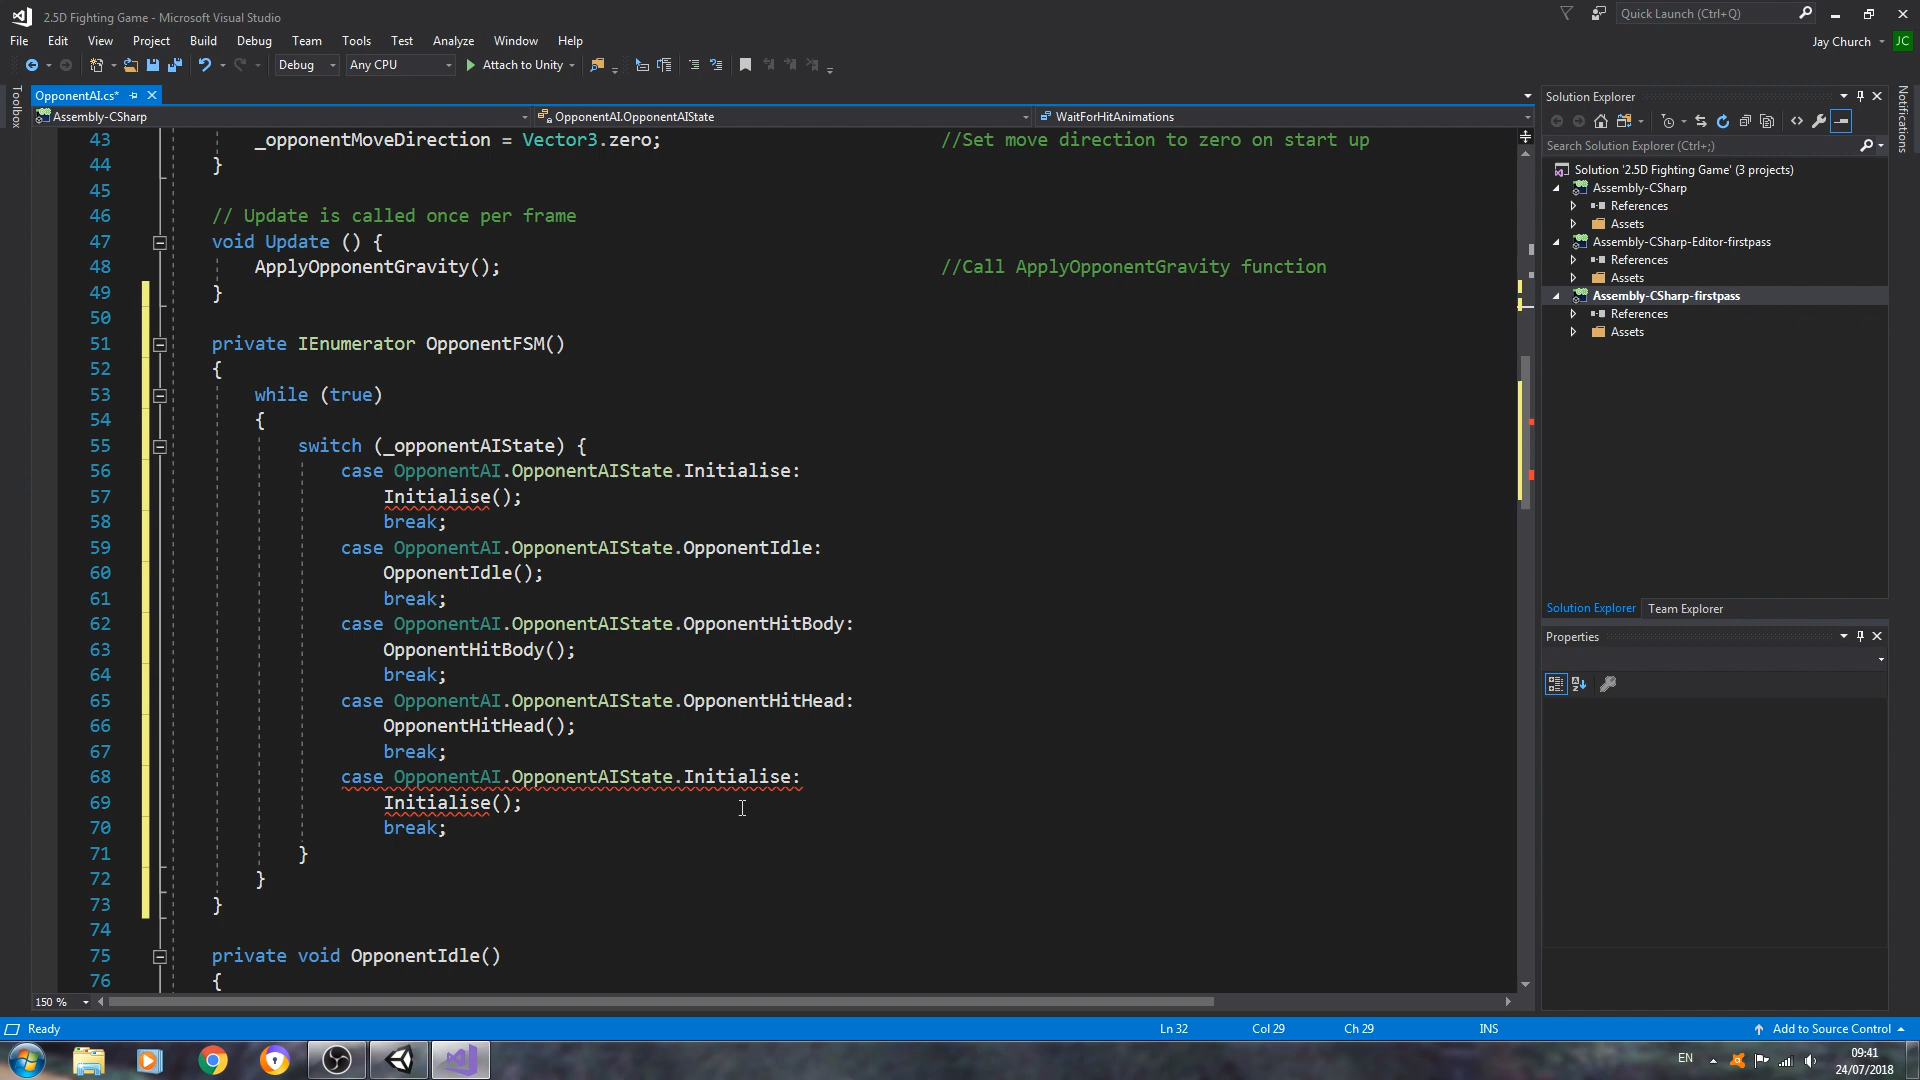 2.5D Fighting Game - Microsoft Visual Studio
Quick Launch (Ctrl+Q)
File Edit View Project Build Debug Team Tools Test Analyze Window Help
Jay Church JC
Debug Any CPU Attach to Unity
Toolbox
OpponentAI.cs*
Assembly-CSharp OpponentAI.OpponentAIState WaitForHitAnimations
43 _opponentMoveDirection = Vector3.zero; //Set move direction to zero on start up
44 }
45
46 // Update is called once per frame
47 void Update () {
48 ApplyOpponentGravity(); //Call ApplyOpponentGravity function
49 }
50
51 private IEnumerator OpponentFSM()
52 {
53 while (true)
54 {
55 switch (_opponentAIState) {
56 case OpponentAI.OpponentAIState.Initialise:
57 Initialise();
58 break;
59 case OpponentAI.OpponentAIState.OpponentIdle:
60 OpponentIdle();
61 break;
62 case OpponentAI.OpponentAIState.OpponentHitBody:
63 OpponentHitBody();
64 break;
65 case OpponentAI.OpponentAIState.OpponentHitHead:
66 OpponentHitHead();
67 break;
68 case OpponentAI.OpponentAIState.Initialise:
69 Initialise();
70 break;
71 }
72 }
73 }
74
75 private void OpponentIdle()
76 {
150 %
Solution Explorer
Search Solution Explorer (Ctrl+;)
Solution '2.5D Fighting Game' (3 projects)
Assembly-CSharp
References
Assets
Assembly-CSharp-Editor-firstpass
References
Assets
Assembly-CSharp-firstpass
References
Assets
Solution Explorer Team Explorer
Properties
Notifications
Ready Ln 32 Col 29 Ch 29 INS Add to Source Control
EN 09:41
24/07/2018